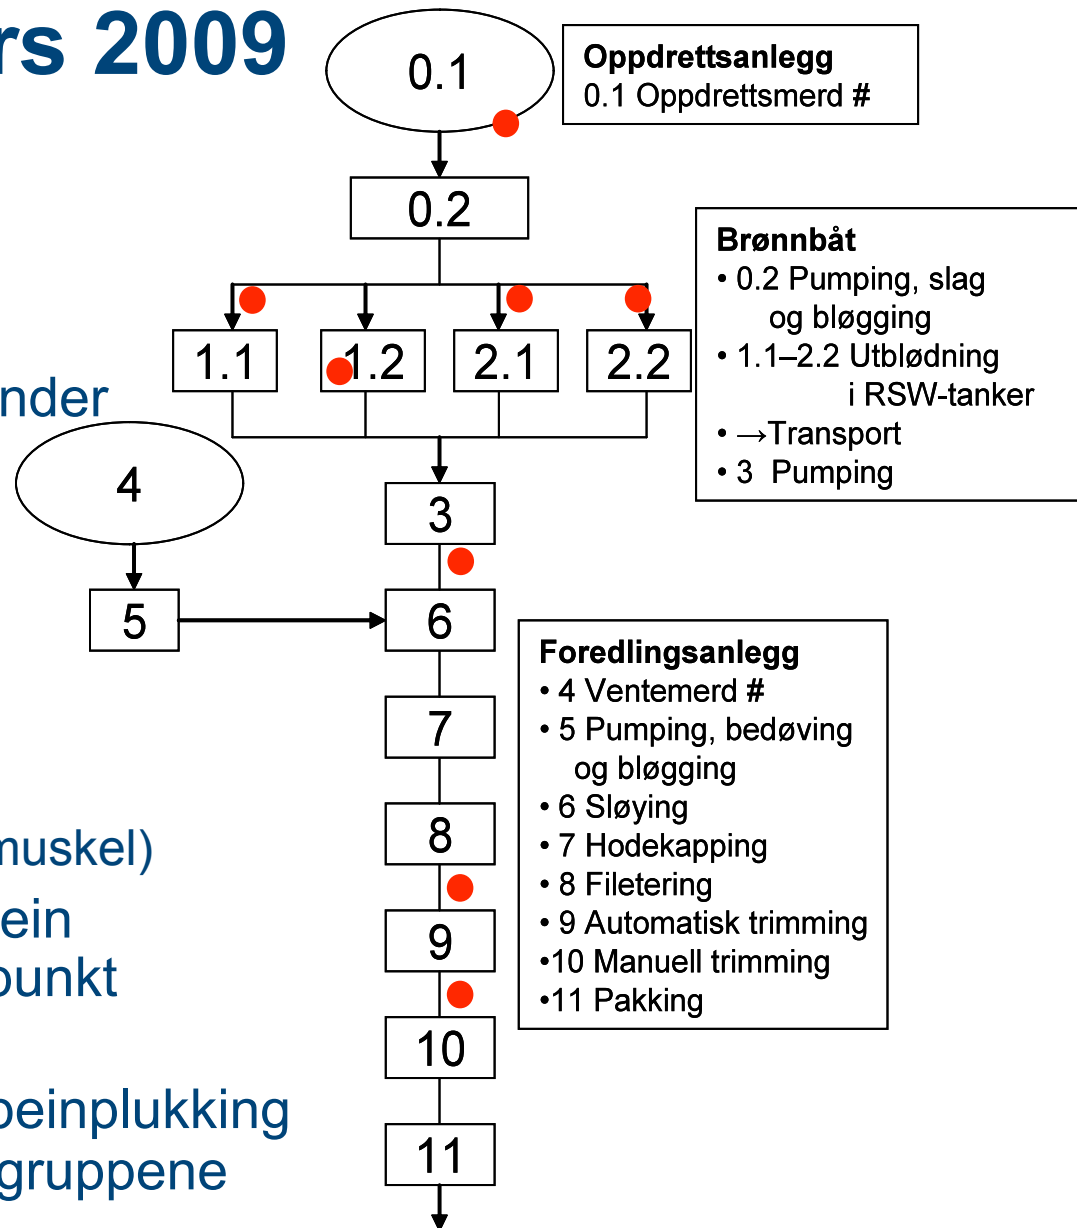 rs 2009
0.1
Oppdrettsanlegg
0.1 Oppdrettsmerd #
0.2
Brønnbåt
• 0.2 Pumping, slag
og bløgging
• 1.1–2.2 Utblødning
i RSW-tanker
• →Transport
• 3 Pumping
1.1
1.2
2.1
2.2
nder
4
3
5
6
Foredlingsanlegg
• 4 Ventemerd #
• 5 Pumping, bedøving
og bløgging
• 6 Sløying
• 7 Hodekapping
• 8 Filetering
• 9 Automatisk trimming
•10 Manuell trimming
•11 Pakking
7
8
muskel)
ein
9
punkt
10
beinplukking
11
gruppene